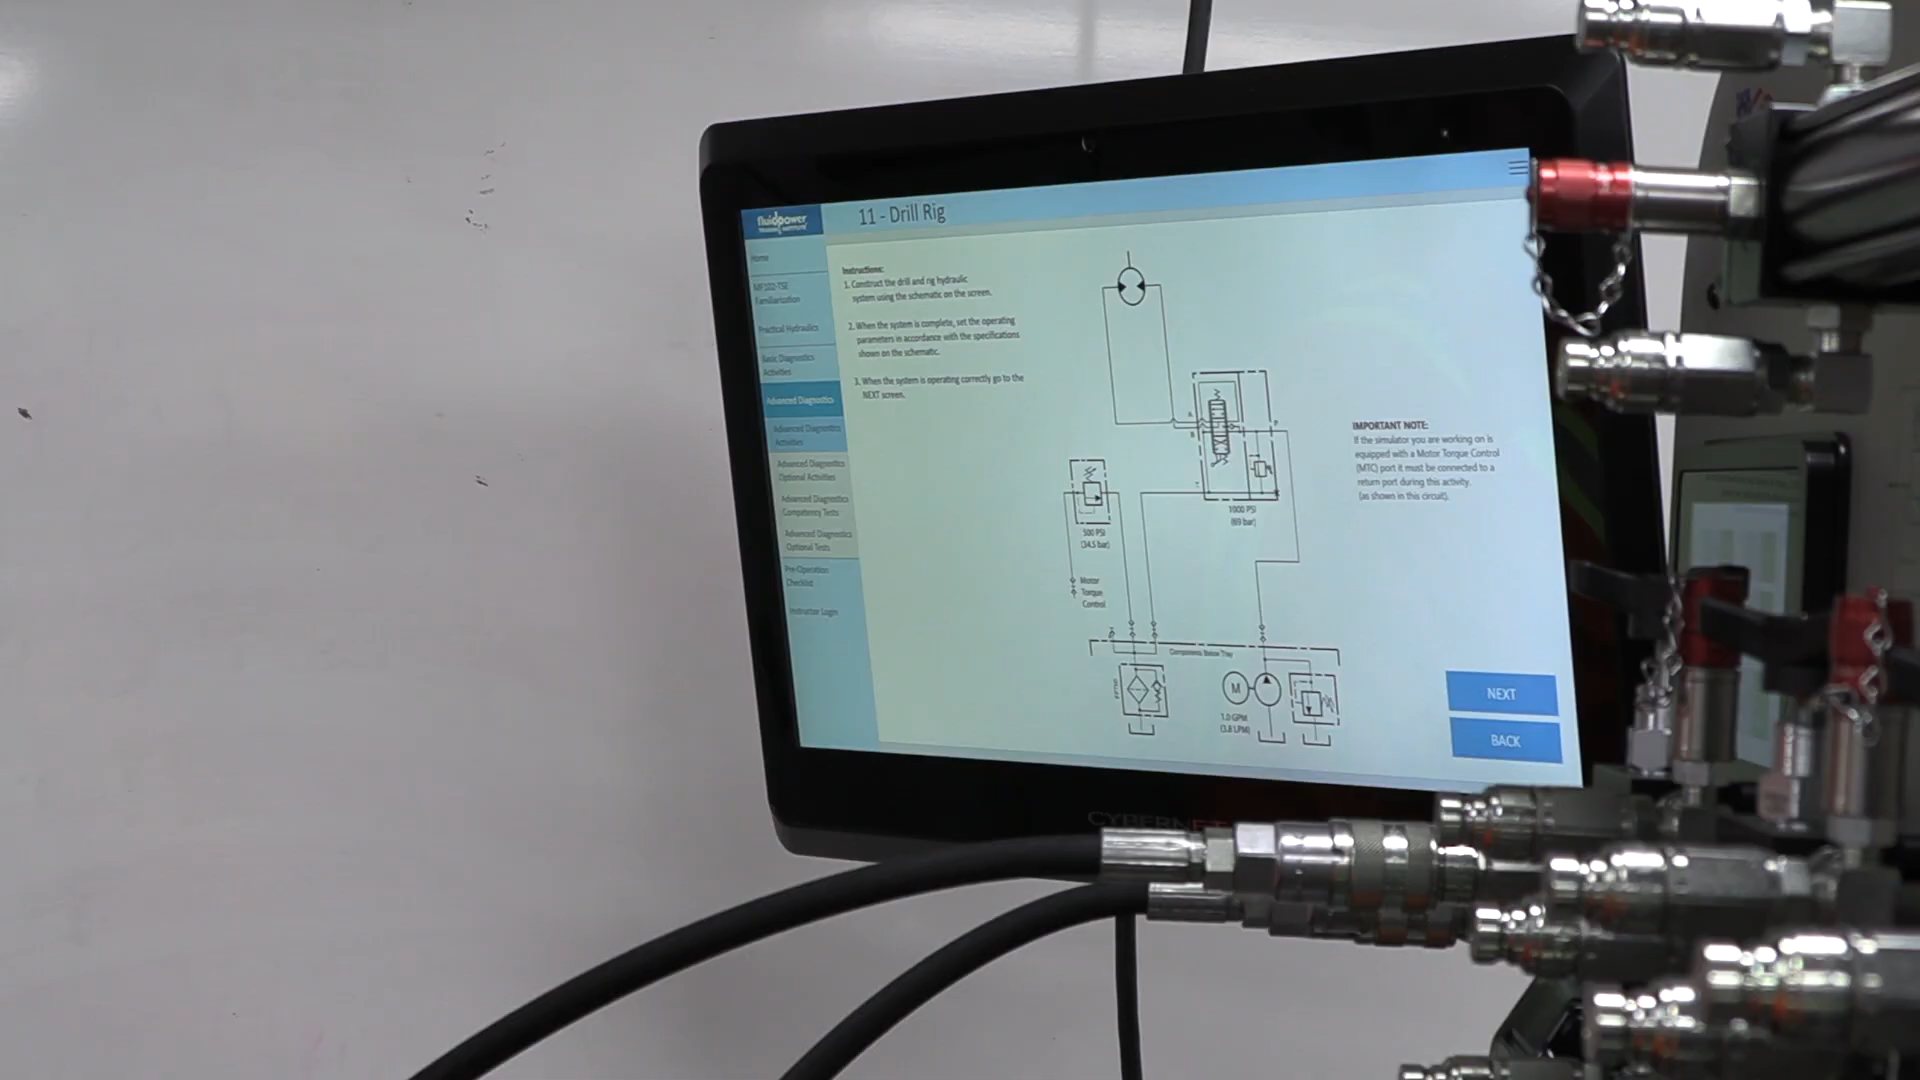 fluidpower
TRAINING INSTITUTE
11 - Drill Rig
Home
MF102-TSE
Familiarization
Practical Hydraulics
Basic Diagnostics
Activities
Advanced Diagnostics
Advanced Diagnostics
Activities
Advanced Diagnostics
Optional Activities
Advanced Diagnostics
Competency Tests
Advanced Diagnostics
Optional Tests
Pre-Operation
Checklist
Instructor Login
Instructions:
1. Construct the drill and rig hydraulic
system using the schematic on the screen.
2. When the system is complete, set the operating
parameters in accordance with the specifications
shown on the schematic.
3. When the system is operating correctly go to the
NEXT screen.
A
B
P
T
1000 PSI
(69 bar)
500 PSI
(34.5 bar)
Motor
Torque
Control
Components Below Tray
M
1.0 GPM
(3.8 LPM)
IMPORTANT NOTE:
If the simulator you are working on is
equipped with a Motor Torque Control
(MTC) port it must be connected to a
return port during this activity.
(as shown in this circuit).
NEXT
BACK
CYBERNET